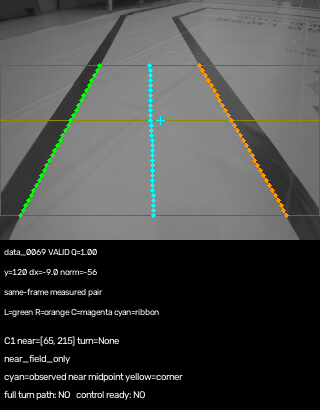 data_0069 VALID Q=1.00
y=120 dx=-9.0 norm=-56
same-frame measured pair
L=green R=orange C=magenta cyan=ribbon
C1 near=[65, 215] turn=None
near_field_only
cyan=observed near midpoint yellow=corner
full turn path: NO control ready: NO